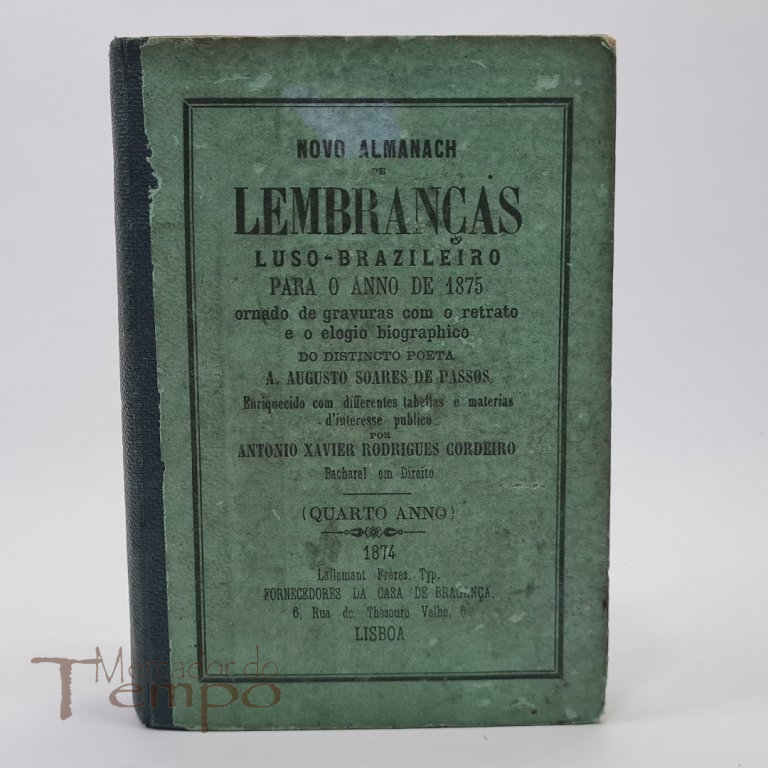 NOVO ALMANACH
DE
LEMBRANÇAS
LUSO-BRAZILEIRO
PARA O ANNO DE 1875
ornado de gravuras com o retrato
e o elogio biographico
DO DISTINCTO POETA
A. AUGUSTO SOARES DE PASSOS,
Enriquecido com differentes tabellas e materias
d'interesse publico
POR
ANTONIO XAVIER RODRIGUES CORDEIRO
Bacharel em Direito
(QUARTO ANNO)
1874
Lallemant Frères, Typ.
FORNECEDORES DA CASA DE BRAGANÇA,
6, Rua do Thesouro Velho, 6.
LISBOA
Mercador do
Tempo